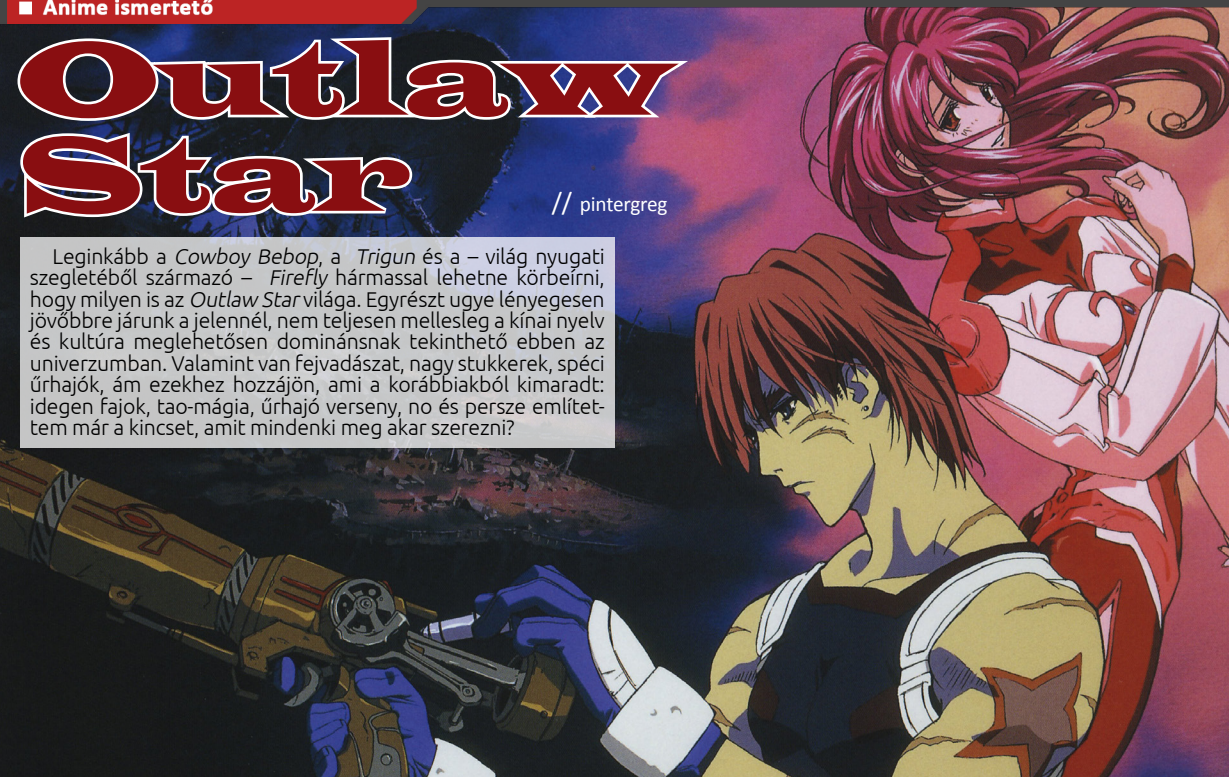 Anime ismertető
Outlaw
Star
// pintergreg
Leginkább a Cowboy Bebop, a Trigun és a – világ nyugati
szegletéből származó – Firefly hármassal lehetne körbeírni,
hogy milyen is az Outlaw Star világa. Egyrészt ugye lényegesen
jövőbbre járunk a jelennél, nem teljesen mellesleg a kínai nyelv
és kultúra meglehetősen dominánsnak tekinthető ebben az
univerzumban. Valamint van fejvadászat, nagy stukkerek, spéci
űrhajók, ám ezekhez hozzájön, ami a korábbiakból kimaradt:
idegen fajok, tao-mágia, űrhajó verseny, no és persze említet-
tem már a kincset, amit mindenki meg akar szerezni?